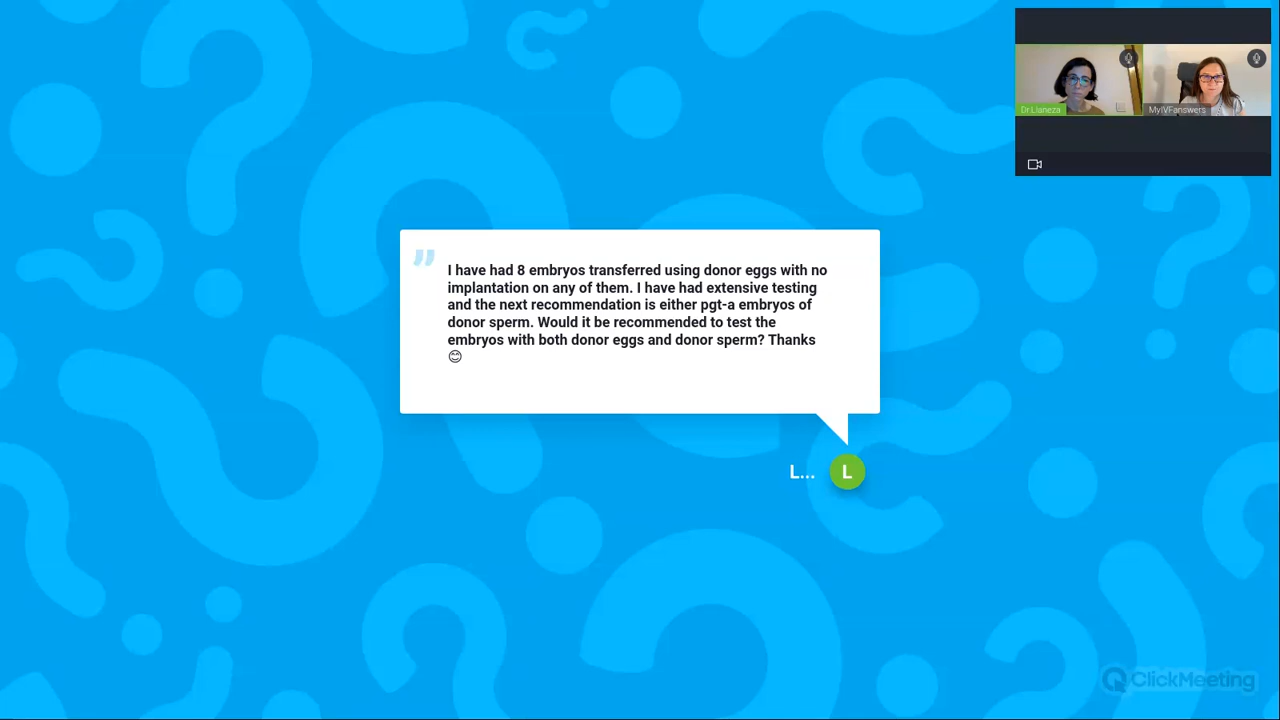 Dr.Llaneza
MyIVFanswers
I have had 8 embryos transferred using donor eggs with no
implantation on any of them. I have had extensive testing
and the next recommendation is either pgt-a embryos of
donor sperm. Would it be recommended to test the
embryos with both donor eggs and donor sperm? Thanks
😊
L...
L
ClickMeeting